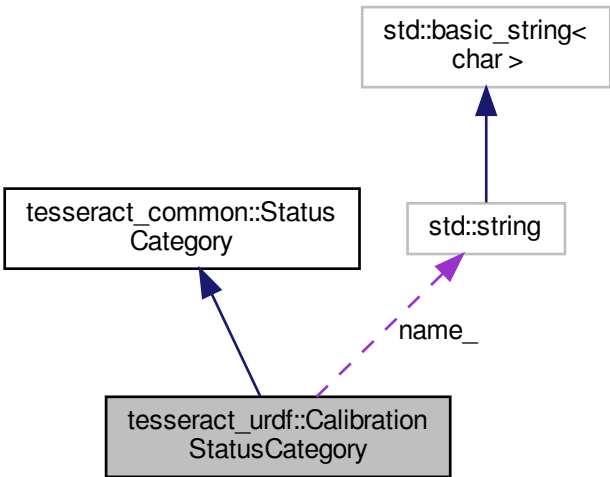 std::basic_string<
char >
tesseract_common::Status
Category
std::string
name_
tesseract_urdf::Calibration
StatusCategory